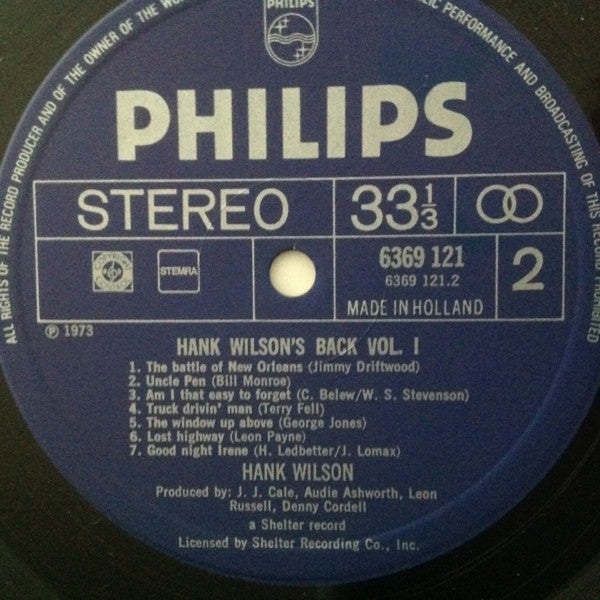 ALL RIGHTS OF THE RECORD PRODUCER AND OF THE OWNER OF THE
PUBLIC PERFORMANCE AND BROADCASTING OF THIS RECORD PROHIBITED
PHILIPS
PHILIPS
STEREO
33 1/3
6369 121
6369 121.2
2
STEMRA
MADE IN HOLLAND
℗ 1973
HANK WILSON'S BACK VOL. I
1. The battle of New Orleans (Jimmy Driftwood)
2. Uncle Pen (Bill Monroe)
3. Am I that easy to forget (C. Belew/W. S. Stevenson)
4. Truck drivin' man (Terry Fell)
5. The window up above (George Jones)
6. Lost highway (Leon Payne)
7. Good night Irene (H. Ledbetter/J. Lomax)
HANK WILSON
Produced by: J. J. Cale, Audie Ashworth, Leon
Russell, Denny Cordell
a Shelter record
Licensed by Shelter Recording Co., Inc.